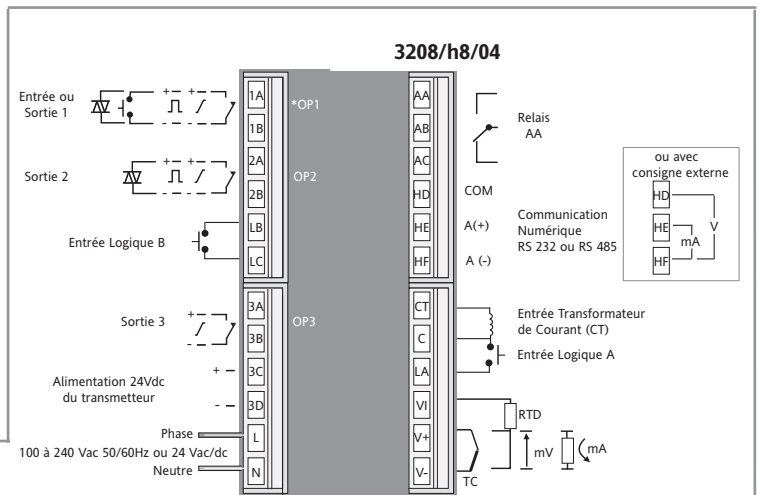 3208/h8/04
Entrée ou
Sortie 1
1A
*OP1
1B
Sortie 2
2A
OP2
2B
Entrée Logique B
LB
LC
Sortie 3
3A
OP3
3B
Alimentation 24Vdc
du transmetteur
+
3C
-
3D
Phase
L
100 à 240 Vac 50/60Hz ou 24 Vac/dc
Neutre
N
AA
AB
AC
Relais
AA
HD
COM
HE
A(+)
HF
A (-)
Communication
Numérique
RS 232 ou RS 485
ou avec
consigne externe
HD
HE
HF
mA
V
CT
C
LA
Entrée Transformateur
de Courant (CT)
Entrée Logique A
VI
V+
V-
RTD
TC
mV
mA